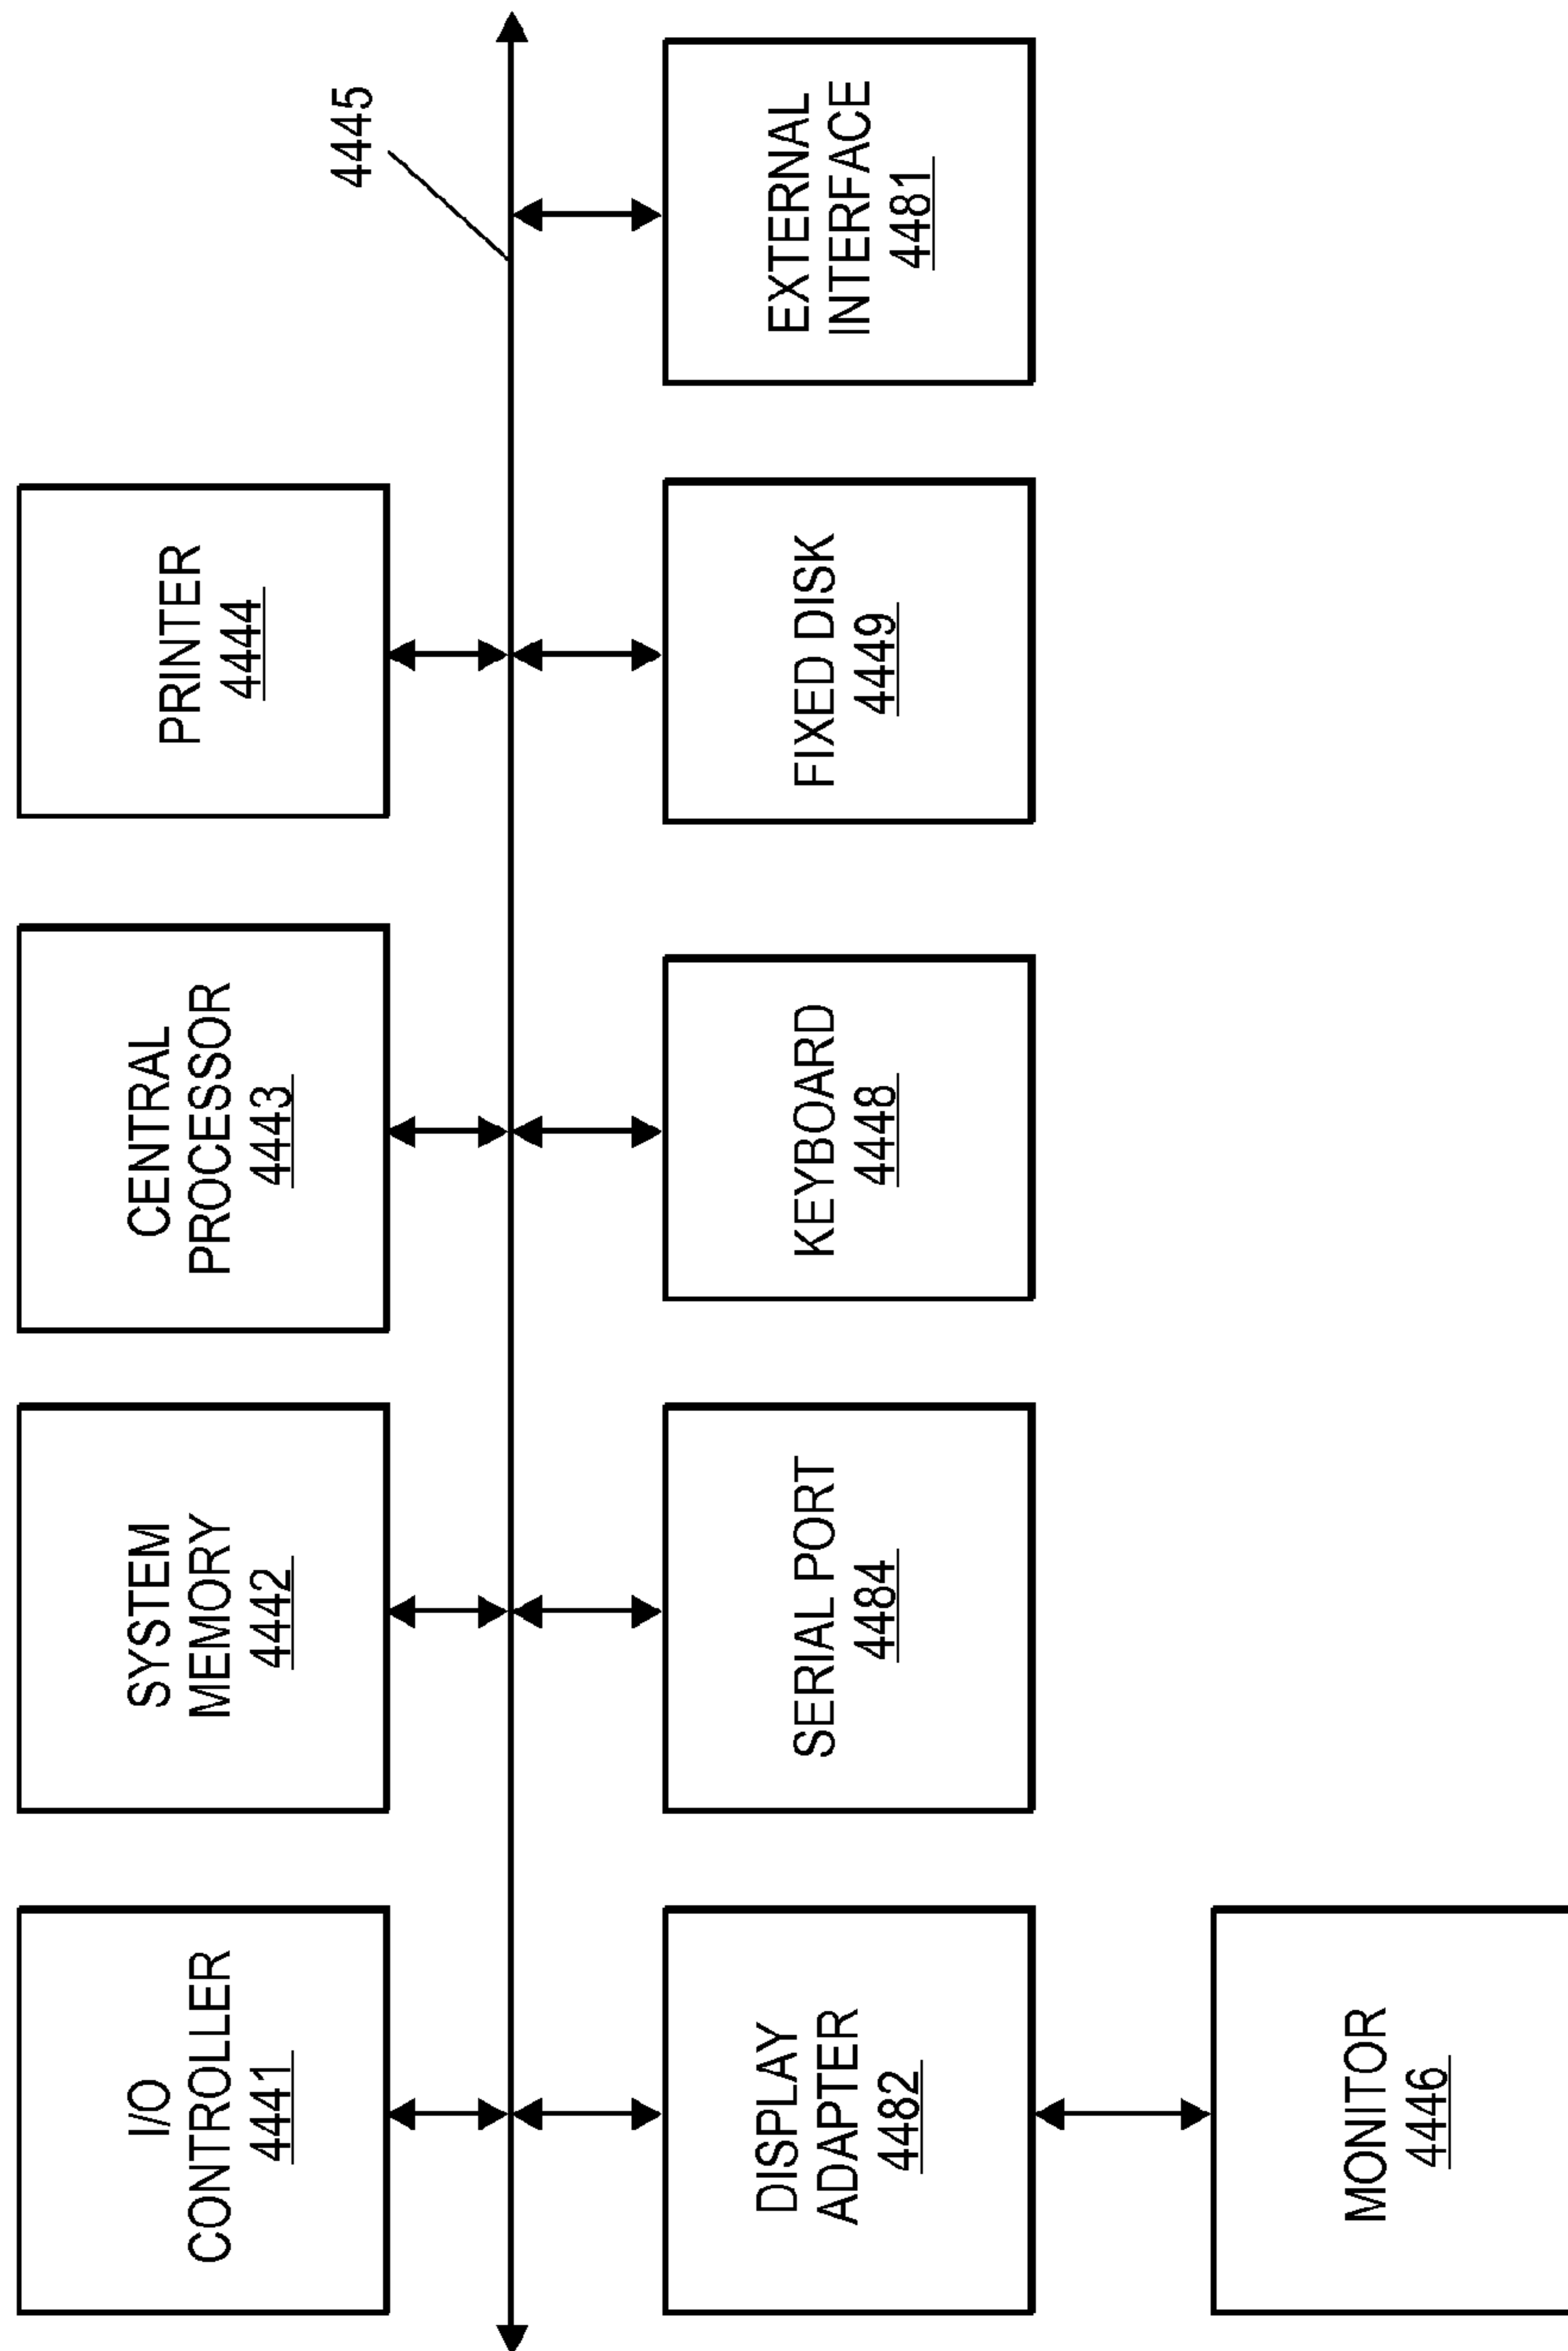 I/O
CONTROLLER
4441
SYSTEM
MEMORY
4442
CENTRAL
PROCESSOR
4443
PRINTER
4444
4445
DISPLAY
ADAPTER
4482
SERIAL PORT
4484
KEYBOARD
4448
FIXED DISK
4449
EXTERNAL
INTERFACE
4481
MONITOR
4446